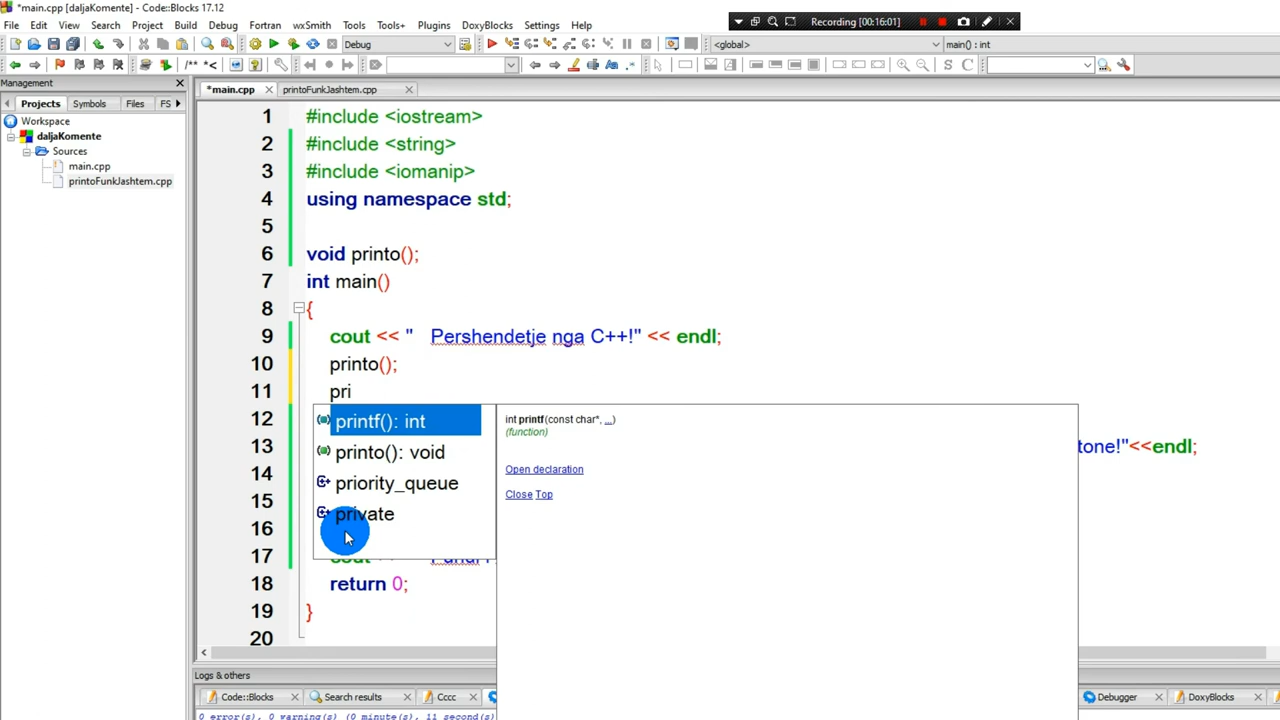 *main.cpp [daljaKomente] - Code::Blocks 17.12
Recording [00:16:01]
File Edit View Search Project Build Debug Fortran wxSmith Tools Tools+ Plugins DoxyBlocks Settings Help
Debug <global> main() : int
/** *<
Aa .*
S C
Management
Projects Symbols Files FS
*main.cpp printoFunkJashtem.cpp
Workspace
daljaKomente
Sources
main.cpp
printoFunkJashtem.cpp
1 #include <iostream>
2 #include <string>
3 #include <iomanip>
4 using namespace std;
5
6 void printo();
7 int main()
8 {
9 cout << "   Pershendetje nga C++!" << endl;
10 printo();
11 pri
12
13 tone!"<<endl;
14
15
16
17
18 return 0;
19 }
20
printf(): int
printo(): void
priority_queue
private
int printf(const char*, ...)
(function)
Open declaration
Close Top
Logs & others
Code::Blocks Search results Cccc Debugger DoxyBlocks
0 error(s), 0 warning(s) (0 minute(s), 11 second(s)